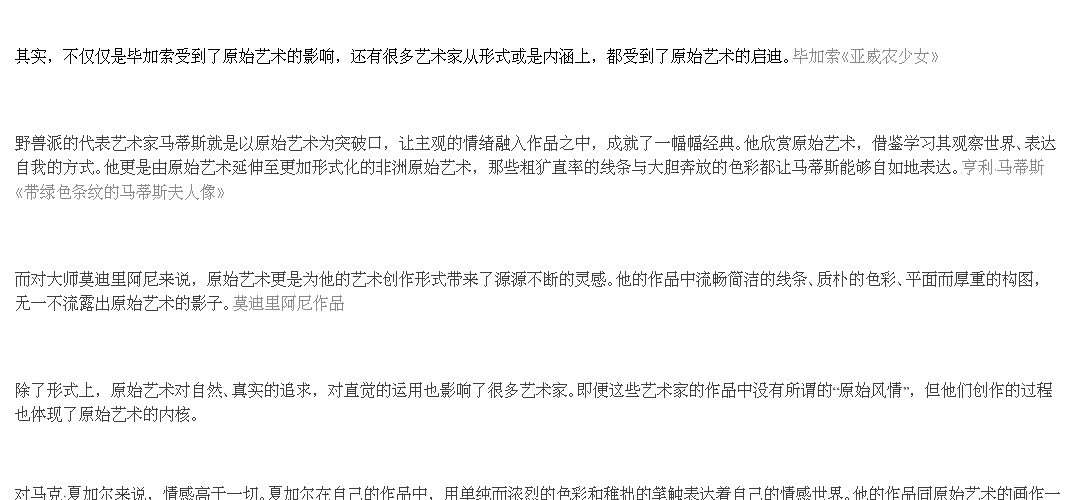 其实，不仅仅是毕加索受到了原始艺术的影响，还有很多艺术家从形式或是内涵上，都受到了原始艺术的启迪。毕加索《亚威农少女》
野兽派的代表艺术家马蒂斯就是以原始艺术为突破口，让主观的情绪融入作品之中，成就了一幅幅经典。他欣赏原始艺术，借鉴学习其观察世界、表达
自我的方式。他更是由原始艺术延伸至更加形式化的非洲原始艺术，那些粗犷直率的线条与大胆奔放的色彩都让马蒂斯能够自如地表达。亨利·马蒂斯
《带绿色条纹的马蒂斯夫人像》
而对大师莫迪里阿尼来说，原始艺术更是为他的艺术创作形式带来了源源不断的灵感。他的作品中流畅简洁的线条、质朴的色彩、平面而厚重的构图，
无一不流露出原始艺术的影子。莫迪里阿尼作品
除了形式上，原始艺术对自然、真实的追求，对直觉的运用也影响了很多艺术家。即便这些艺术家的作品中没有所谓的“原始风情”，但他们创作的过程
也体现了原始艺术的内核。
对马克·夏加尔来说，情感高于一切。夏加尔在自己的作品中，用单纯而浓烈的色彩和稚拙的笔触表达着自己的情感世界。他的作品同原始艺术的画作一